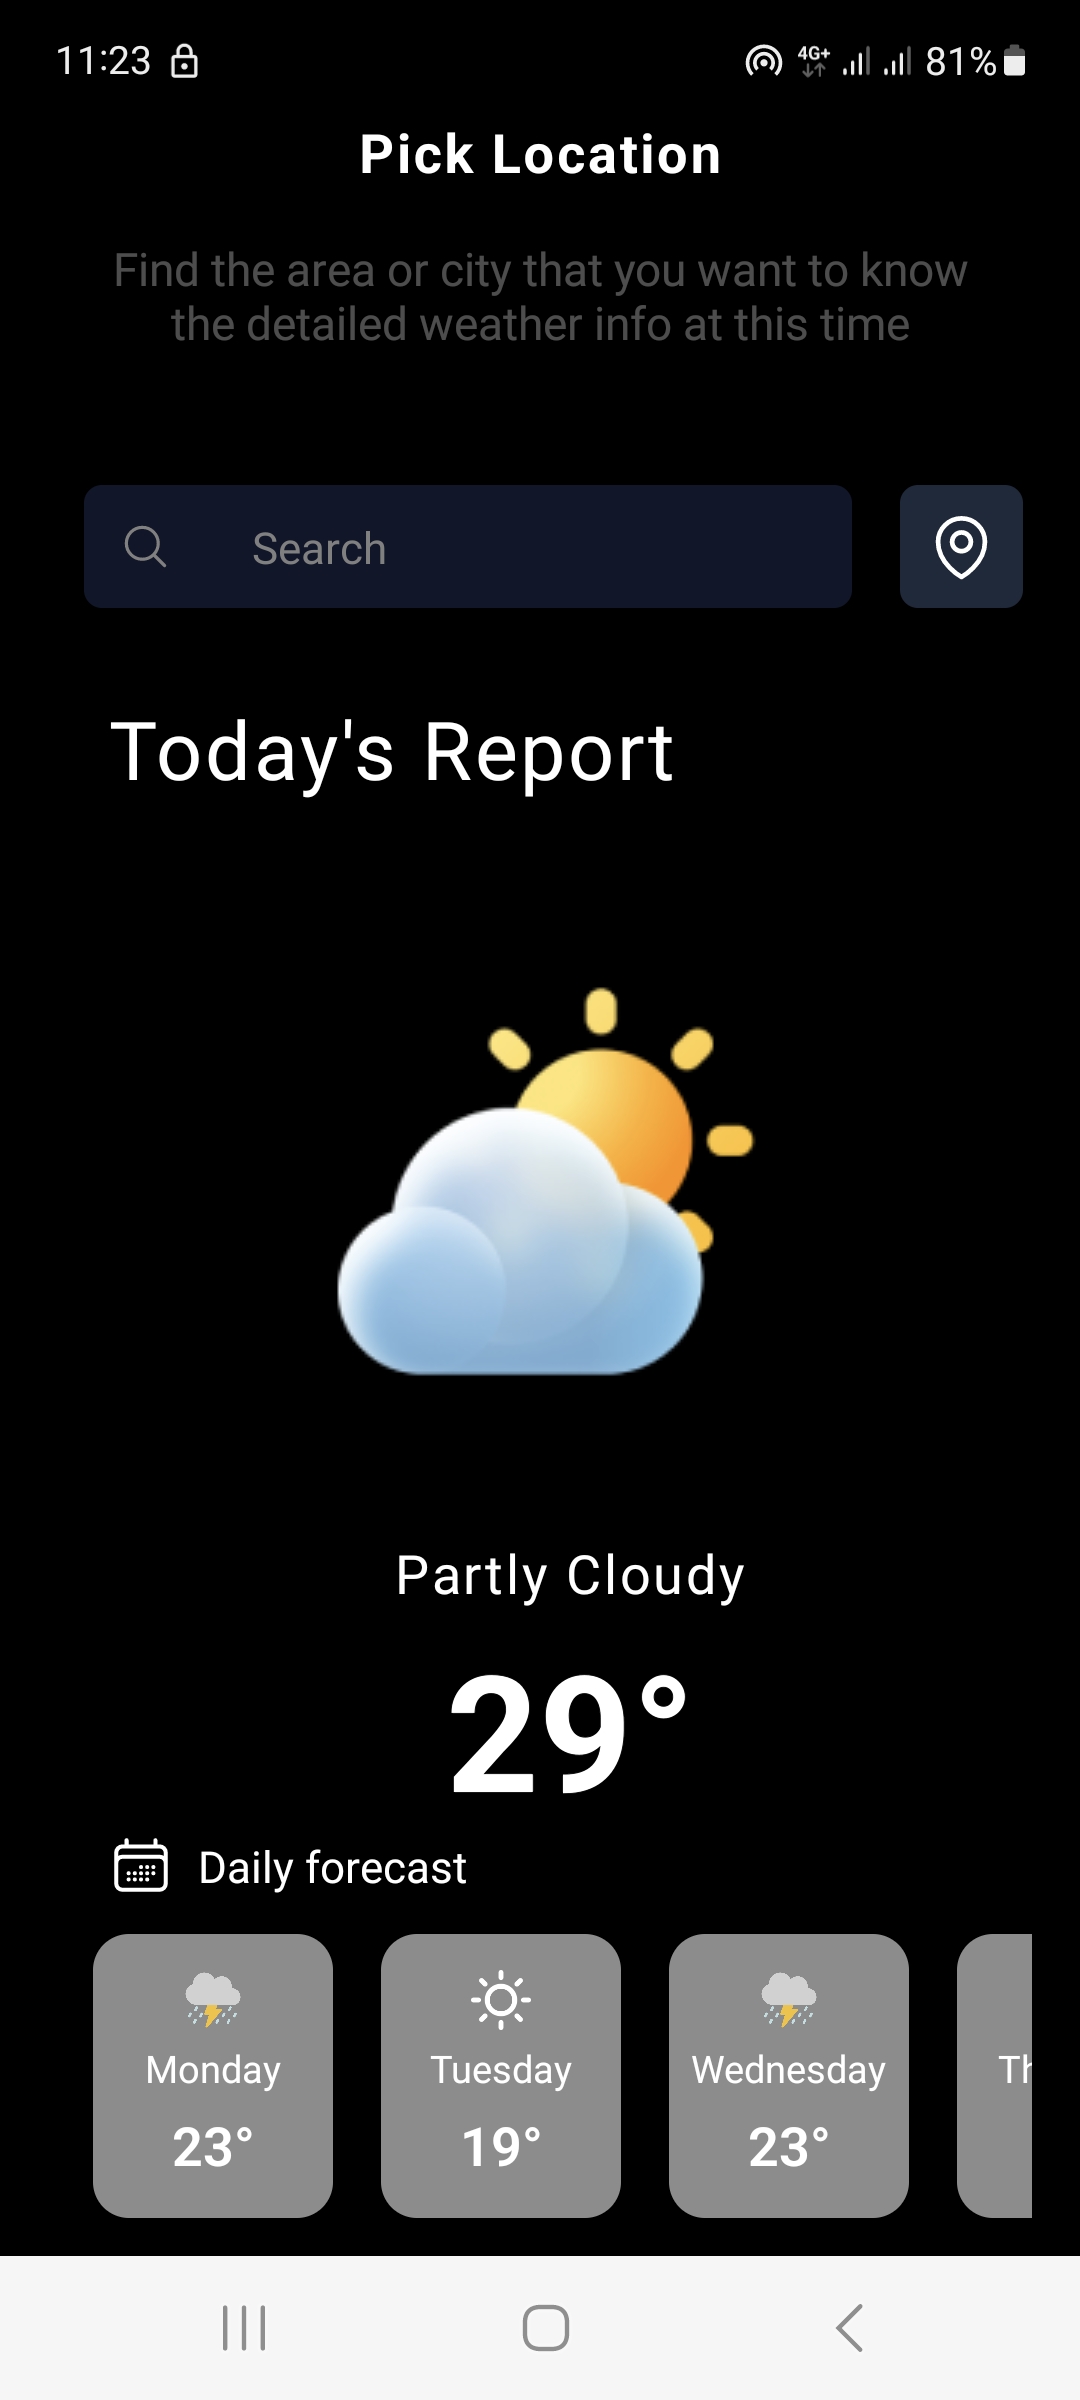 11:23 4G+ 81%
Pick Location
Find the area or city that you want to know
the detailed weather info at this time
Search
Today's Report
Partly Cloudy
29°
Daily forecast
Monday Tuesday Wednesday Th
23° 19° 23°